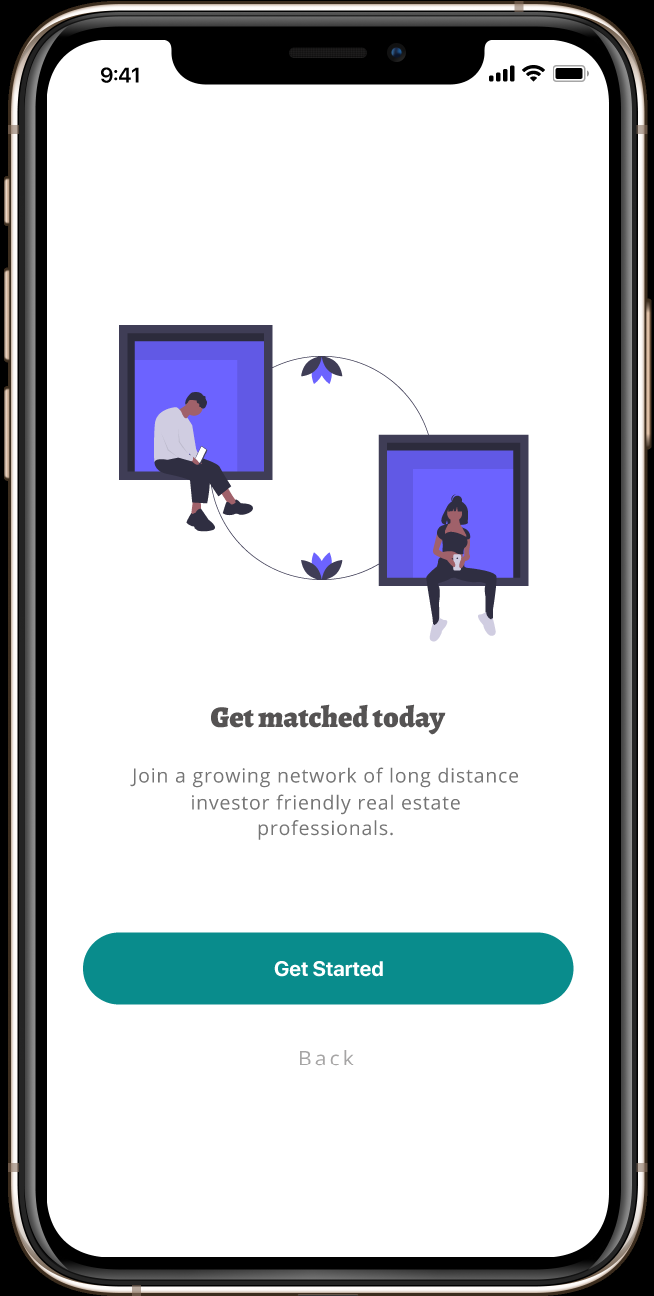 9:41
Get matched today
Join a growing network of long distance
investor friendly real estate
professionals.
Get Started
Back